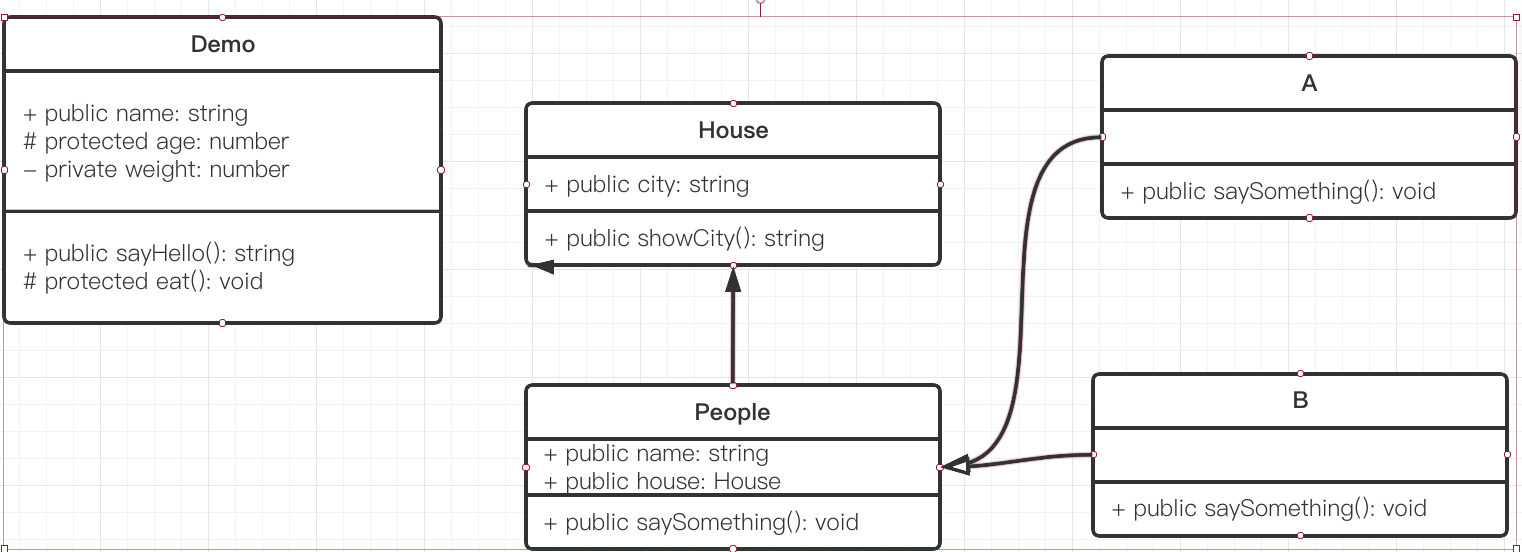 Demo
+ public name: string
# protected age: number
– private weight: number
+ public sayHello(): string
# protected eat(): void
House
+ public city: string
+ public showCity(): string
People
+ public name: string
+ public house: House
+ public saySomething(): void
A
+ public saySomething(): void
B
+ public saySomething(): void